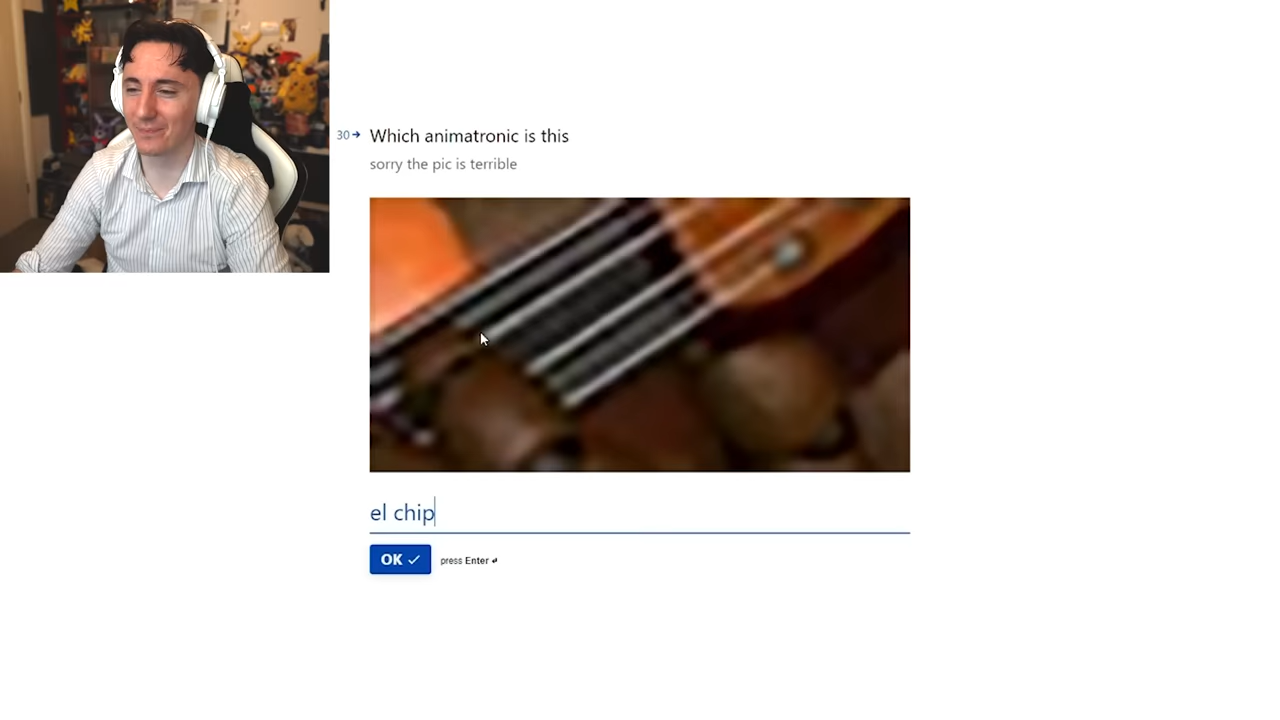 30→ Which animatronic is this
sorry the pic is terrible
el chip
OK ✓ press Enter ↵